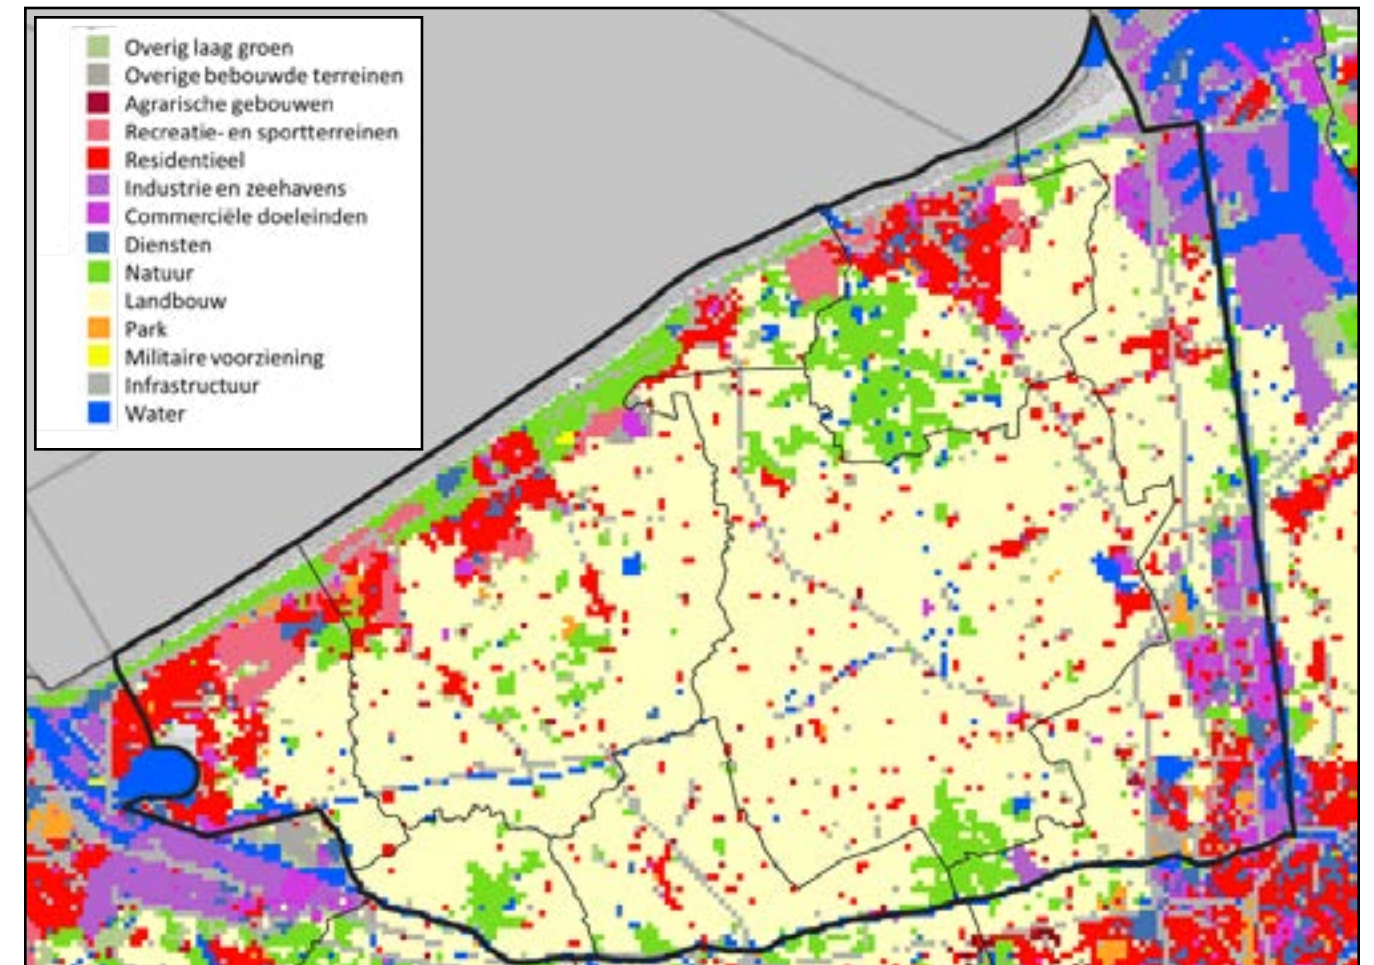 Overig laag groen
Overige bebouwde terreinen
Agrarische gebouwen
Recreatie- en sportterreinen
Residentieel
Industrie en zeehavens
Commerciële doeleinden
Diensten
Natuur
Landbouw
Park
Militaire voorziening
Infrastructuur
Water